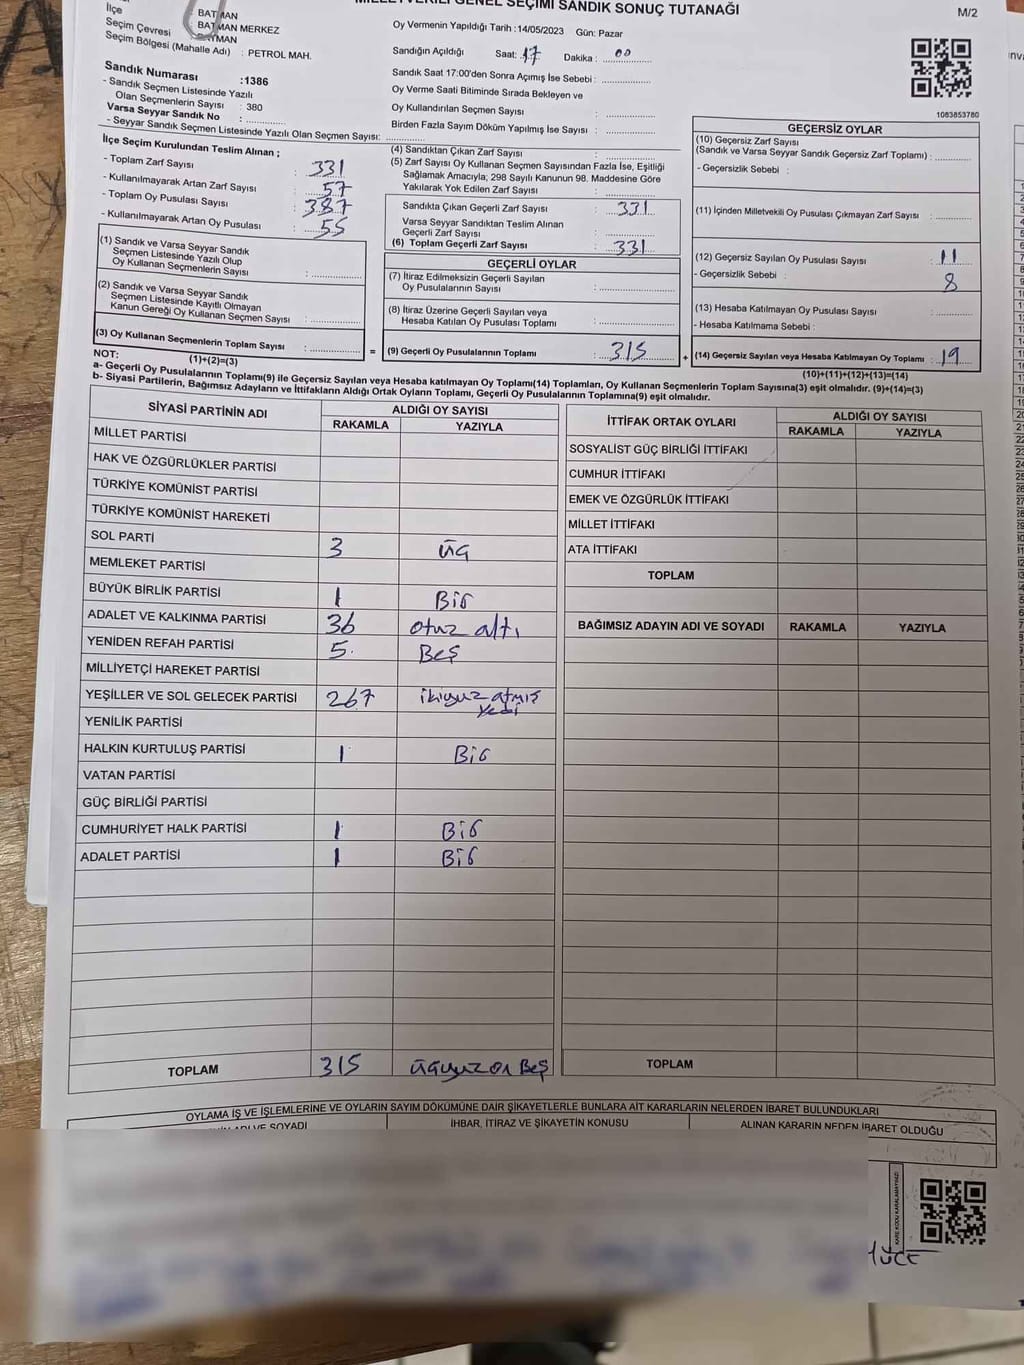 MİLLETVEKİLİ GENEL SEÇİMİ SANDIK SONUÇ TUTANAĞI
M/2
İlçe
BATMAN
Seçim Çevresi
BATMAN MERKEZ
BATMAN
Seçim Bölgesi (Mahalle Adı) : PETROL MAH.
Sandık Numarası :1386
- Sandık Seçmen Listesinde Yazılı
Olan Seçmenlerin Sayısı : 380
Varsa Seyyar Sandık No :
- Seyyar Sandık Seçmen Listesinde Yazılı Olan Seçmen Sayısı:
Oy Vermenin Yapıldığı Tarih :14/05/2023 Gün: Pazar
Sandığın Açıldığı Saat: 17 Dakika : 00
Sandık Saat 17:00'den Sonra Açımış İse Sebebi :
Oy Verme Saati Bitiminde Sırada Bekleyen ve
Oy Kullandırılan Seçmen Sayısı :
Birden Fazla Sayım Döküm Yapılmış İse Sayısı :
1083853780
İlçe Seçim Kurulundan Teslim Alınan ;
- Toplam Zarf Sayısı : 331
- Kullanılmayarak Artan Zarf Sayısı : 57
- Toplam Oy Pusulası Sayısı : 387
- Kullanılmayarak Artan Oy Pusulası : 55
(1) Sandık ve Varsa Seyyar Sandık
Seçmen Listesinde Yazılı Olup
Oy Kullanan Seçmenlerin Sayısı :
(2) Sandık ve Varsa Seyyar Sandık
Seçmen Listesinde Kayıtlı Olmayan
Kanun Gereği Oy Kullanan Seçmen Sayısı :
(3) Oy Kullanan Seçmenlerin Toplam Sayısı : =
(1)+(2)=(3)
(4) Sandıktan Çıkan Zarf Sayısı :
(5) Zarf Sayısı Oy Kullanan Seçmen Sayısından Fazla İse, Eşitliği
Sağlamak Amacıyla; 298 Sayılı Kanunun 98. Maddesine Göre
Yakılarak Yok Edilen Zarf Sayısı :
Sandıkta Çıkan Geçerli Zarf Sayısı : 331
Varsa Seyyar Sandıktan Teslim Alınan
Geçerli Zarf Sayısı :
(6) Toplam Geçerli Zarf Sayısı : 331
GEÇERLİ OYLAR
(7) İtiraz Edilmeksizin Geçerli Sayılan
Oy Pusulalarının Sayısı :
(8) İtiraz Üzerine Geçerli Sayılan veya
Hesaba Katılan Oy Pusulası Toplamı :
(9) Geçerli Oy Pusulalarının Toplamı : 315 +
GEÇERSİZ OYLAR
(10) Geçersiz Zarf Sayısı
(Sandık ve Varsa Seyyar Sandık Geçersiz Zarf Toplamı) :
- Geçersizlik Sebebi :
(11) İçinden Milletvekili Oy Pusulası Çıkmayan Zarf Sayısı :
(12) Geçersiz Sayılan Oy Pusulası Sayısı : 11
- Geçersizlik Sebebi : 8
(13) Hesaba Katılmayan Oy Pusulası Sayısı :
- Hesaba Katılmama Sebebi :
(14) Geçersiz Sayılan veya Hesaba Katılmayan Oy Toplamı : 19
(10)+(11)+(12)+(13)=(14)
NOT:
a- Geçerli Oy Pusulalarının Toplamı(9) ile Geçersiz Sayılan veya Hesaba katılmayan Oy Toplamı(14) Toplamları, Oy Kullanan Seçmenlerin Toplam Sayısına(3) eşit olmalıdır. (9)+(14)=(3)
b- Siyasi Partilerin, Bağımsız Adayların ve İttifakların Aldığı Ortak Oyların Toplamı, Geçerli Oy Pusulalarının Toplamına(9) eşit olmalıdır.
SİYASİ PARTİNİN ADI ALDIĞI OY SAYISI
RAKAMLA YAZIYLA
MİLLET PARTİSİ
HAK VE ÖZGÜRLÜKLER PARTİSİ
TÜRKİYE KOMÜNİST PARTİSİ
TÜRKİYE KOMÜNİST HAREKETİ
SOL PARTİ 3 üç
MEMLEKET PARTİSİ
BÜYÜK BİRLİK PARTİSİ 1 Bir
ADALET VE KALKINMA PARTİSİ 36 otuz altı
YENİDEN REFAH PARTİSİ 5 Beş
MİLLİYETÇİ HAREKET PARTİSİ
YEŞİLLER VE SOL GELECEK PARTİSİ 267 ikiyüz atmış
yedi
YENİLİK PARTİSİ
HALKIN KURTULUŞ PARTİSİ 1 Bir
VATAN PARTİSİ
GÜÇ BİRLİĞİ PARTİSİ
CUMHURİYET HALK PARTİSİ 1 Bir
ADALET PARTİSİ 1 Bir
TOPLAM 315 üçyüz on Beş
İTTİFAK ORTAK OYLARI ALDIĞI OY SAYISI
RAKAMLA YAZIYLA
SOSYALİST GÜÇ BİRLİĞİ İTTİFAKI
CUMHUR İTTİFAKI
EMEK VE ÖZGÜRLÜK İTTİFAKI
MİLLET İTTİFAKI
ATA İTTİFAKI
TOPLAM
BAĞIMSIZ ADAYIN ADI VE SOYADI RAKAMLA YAZIYLA
TOPLAM
OYLAMA İŞ VE İŞLEMLERİNE VE OYLARIN SAYIM DÖKÜMÜNE DAİR ŞİKAYETLERLE BUNLARA AİT KARARLARIN NELERDEN İBARET BULUNDUKLARI
VE SOYADI İHBAR, İTİRAZ VE ŞİKAYETİN KONUSU ALINAN KARARIN NEDEN İBARET OLDUĞU
KARE KODU KARALAMAYINIZ!